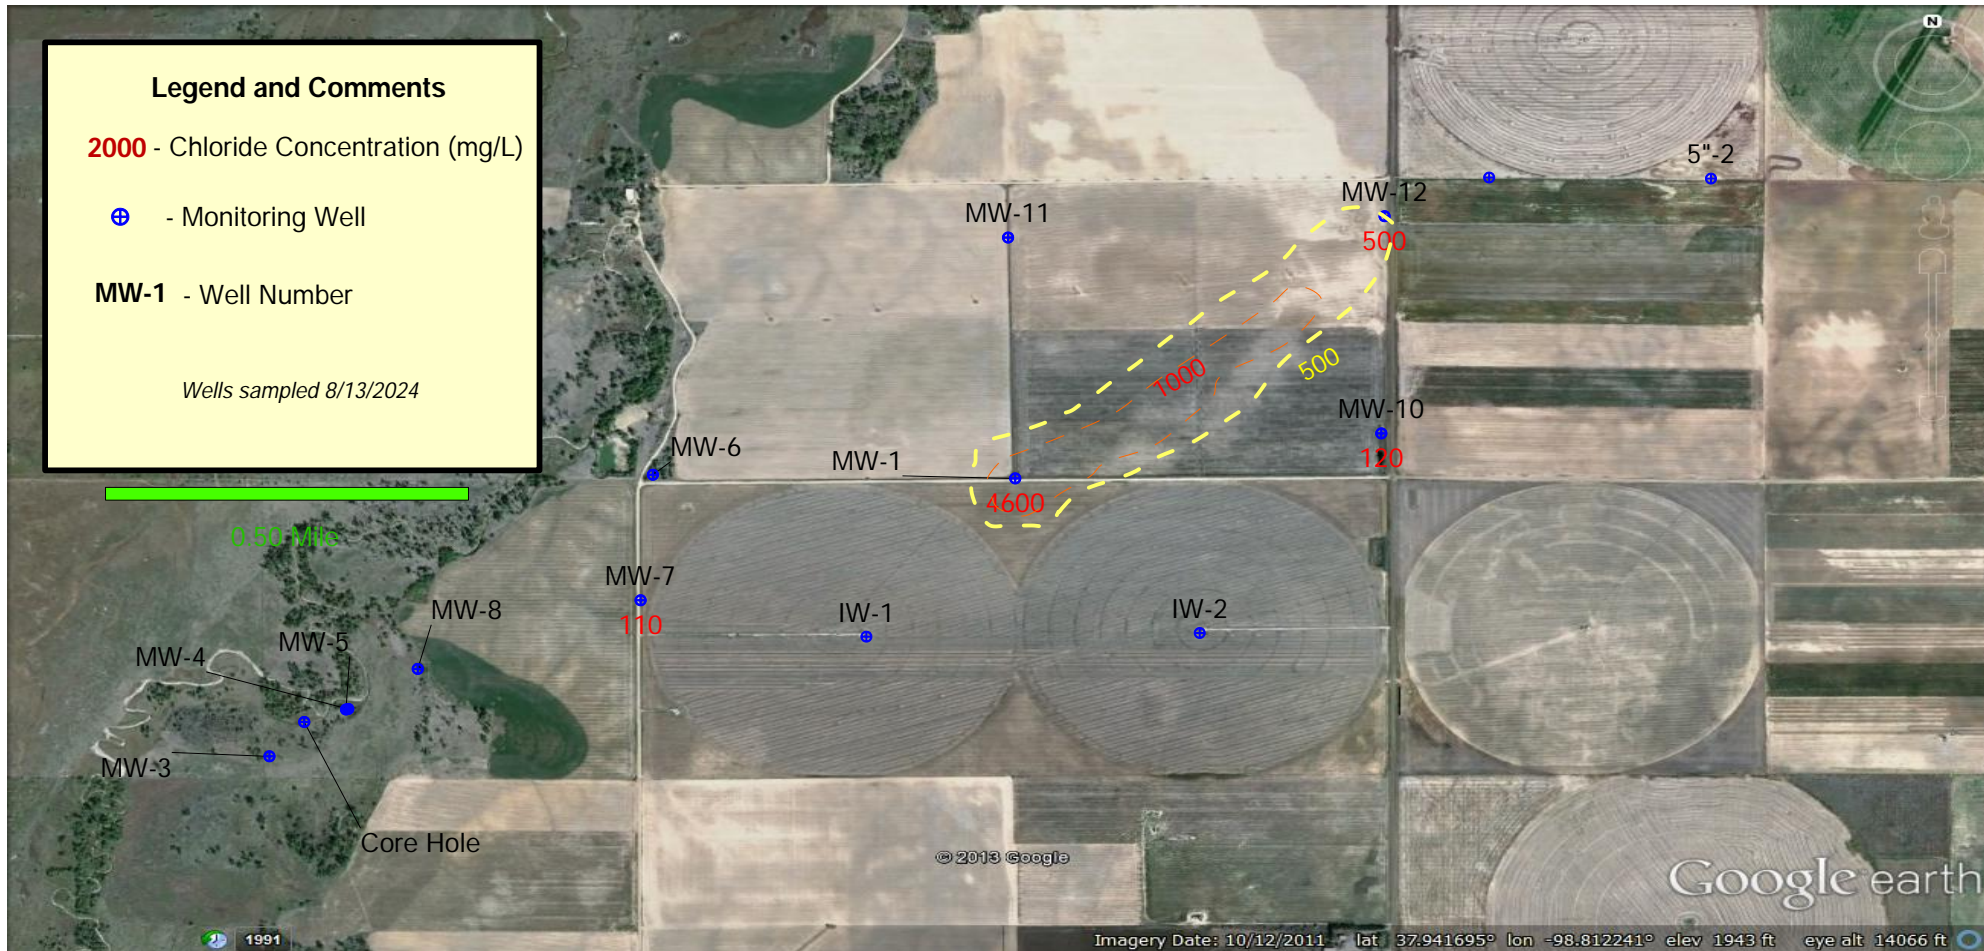 Legend and Comments
2000 - Chloride Concentration (mg/L)
- Monitoring Well
MW-1 - Well Number
Wells sampled 8/13/2024
0.50 Mile
N
5"-2
MW-12
500
MW-11
1000
500
MW-10
120
MW-6
MW-1
4600
MW-7
110
MW-8
IW-1
IW-2
MW-5
MW-4
MW-3
Core Hole
© 2013 Google
Google earth
1991
Imagery Date: 10/12/2011 lat 37.941695° lon -98.812241° elev 1943 ft eye alt 14066 ft